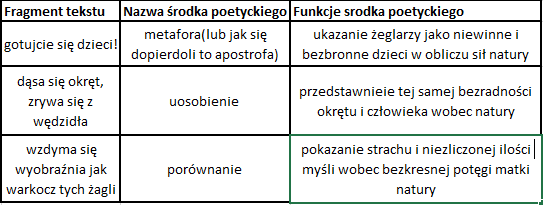 Fragment tekstu Nazwa środka poetyckiego Funkcje srodka poetyckiego
gotujcie się dzieci!
metafora(lub jak się
dopierdoli to apostrofa)
ukazanie żeglarzy jako niewinne i
bezbronne dzieci w obliczu sił natury
dąsa się okręt,
zrywa się z
wędzidła
uosobienie
przedstawnieie tej samej bezradności
okrętu i człowieka wobec natury
wzdyma się
wyobraźnia jak
warkocz tych żagli
porównanie
pokazanie strachu i niezliczonej ilości
myśli wobec bezkresnej potęgi matki
natury